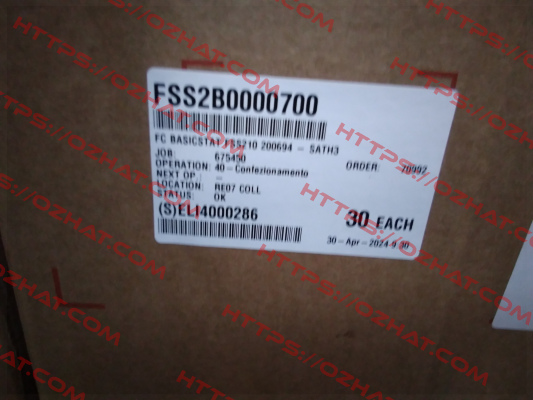 FSS2B0000700
FC BASICSTAT FSS210 200694 - SATH3
JOB: 675450 ORDER: 70992
OPERATION: 40-Confezionamento
NEXT OP.: -
LOCATION: RE07 COLL
STATUS: OK
(S)ELI4000286 30 EACH
30-Apr-2024 9:30
HTTPS://OZHAT.COM